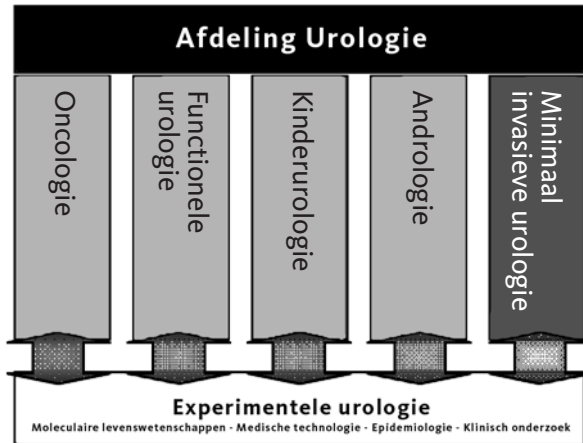 Afdeling Urologie
Oncologie
Functionele
urologie
Kinderurologie
Andrologie
Minimaal
invasieve urologie
Experimentele urologie
Moleculaire levenswetenschappen - Medische technologie - Epidemiologie - Klinisch onderzoek